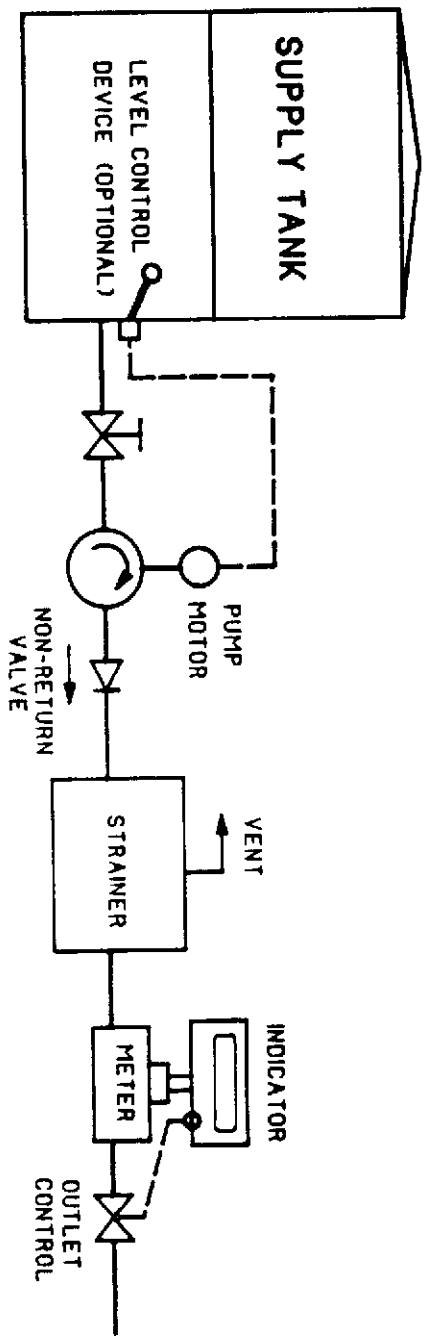 SUPPLY TANK
LEVEL CONTROL
DEVICE (OPTIONAL)
PUMP
MOTOR
NON-RETURN
VALVE
VENT
STRAINER
INDICATOR
METER
OUTLET
CONTROL